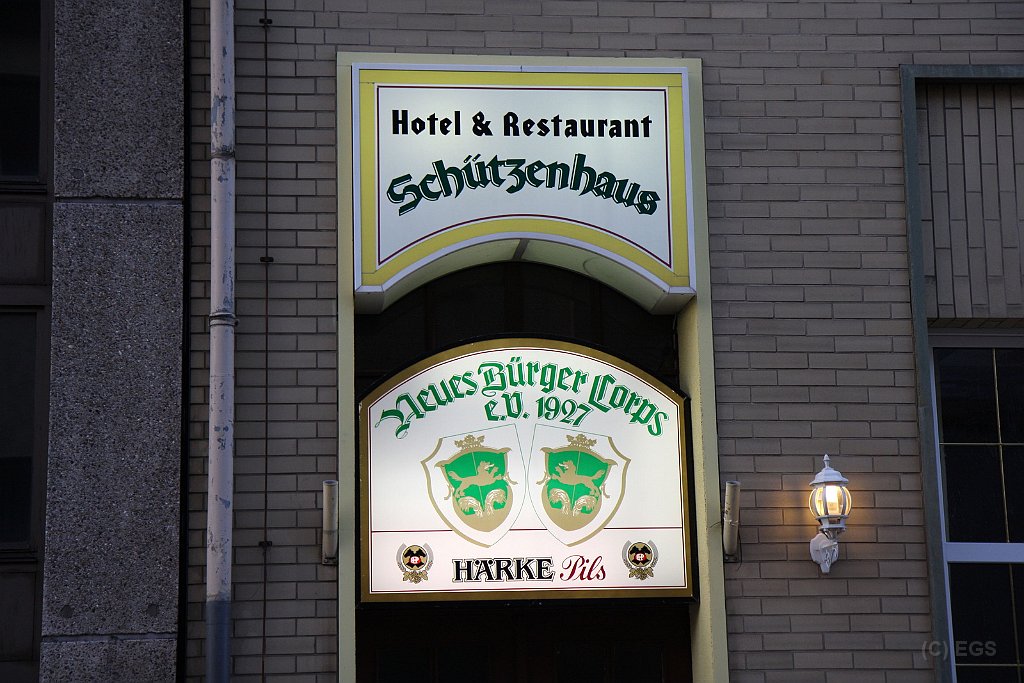 Hotel & Restaurant
Schützenhaus
Neues Bürger Corps
e.V. 1927
HÄRKE Pils
(C) EGS